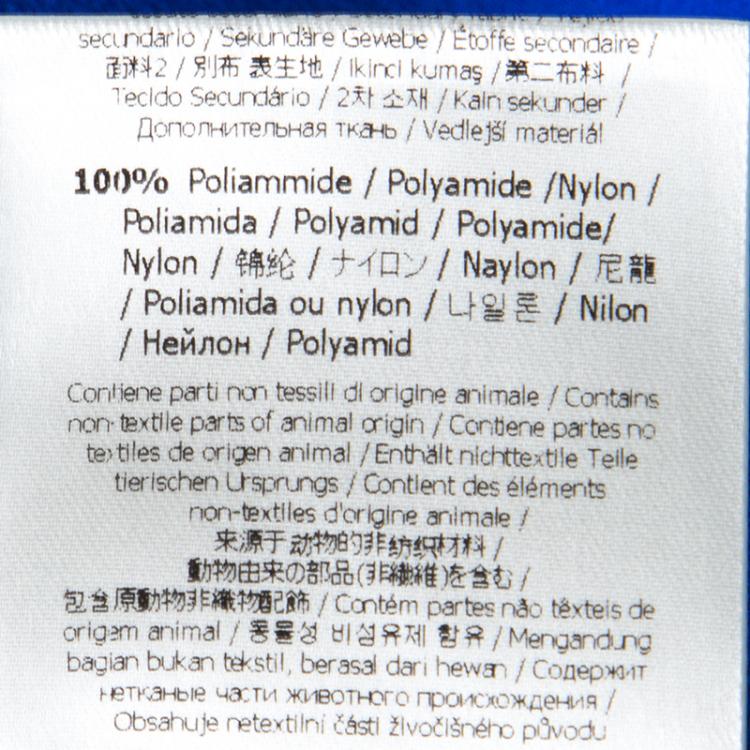 secundario / Sekundäre Gewebe / Étoffe secondaire /
面料2 / 別布 表生地 / Ikinci kumaş / 第二布料 /
Tecido Secundário / 2차 소재 / Kain sekunder /
Дополнительная ткань / Vedlejší materiál
100% Poliammide / Polyamide /Nylon /
Poliamida / Polyamid / Polyamide/
Nylon / 锦纶 / ナイロン / Naylon / 尼龍
/ Poliamida ou nylon / 나일론 / Nilon
/ Нейлон / Polyamid
Contiene parti non tessili di origine animale / Contains
non-textile parts of animal origin / Contiene partes no
textiles de origen animal / Enthält nichttextile Teile
tierischen Ursprungs / Contient des éléments
non-textiles d'origine animale /
来源于动物的非纺织材料 /
動物由来の部品(非繊維)を含む /
包含原動物非織物配飾 / Contém partes não têxteis de
origem animal / 동물성 비섬유제 함유 / Mengandung
bagian bukan tekstil, berasal dari hewan / Содержит
нетканые части животного происхождения /
Obsahuje netextilní části živočišného původu